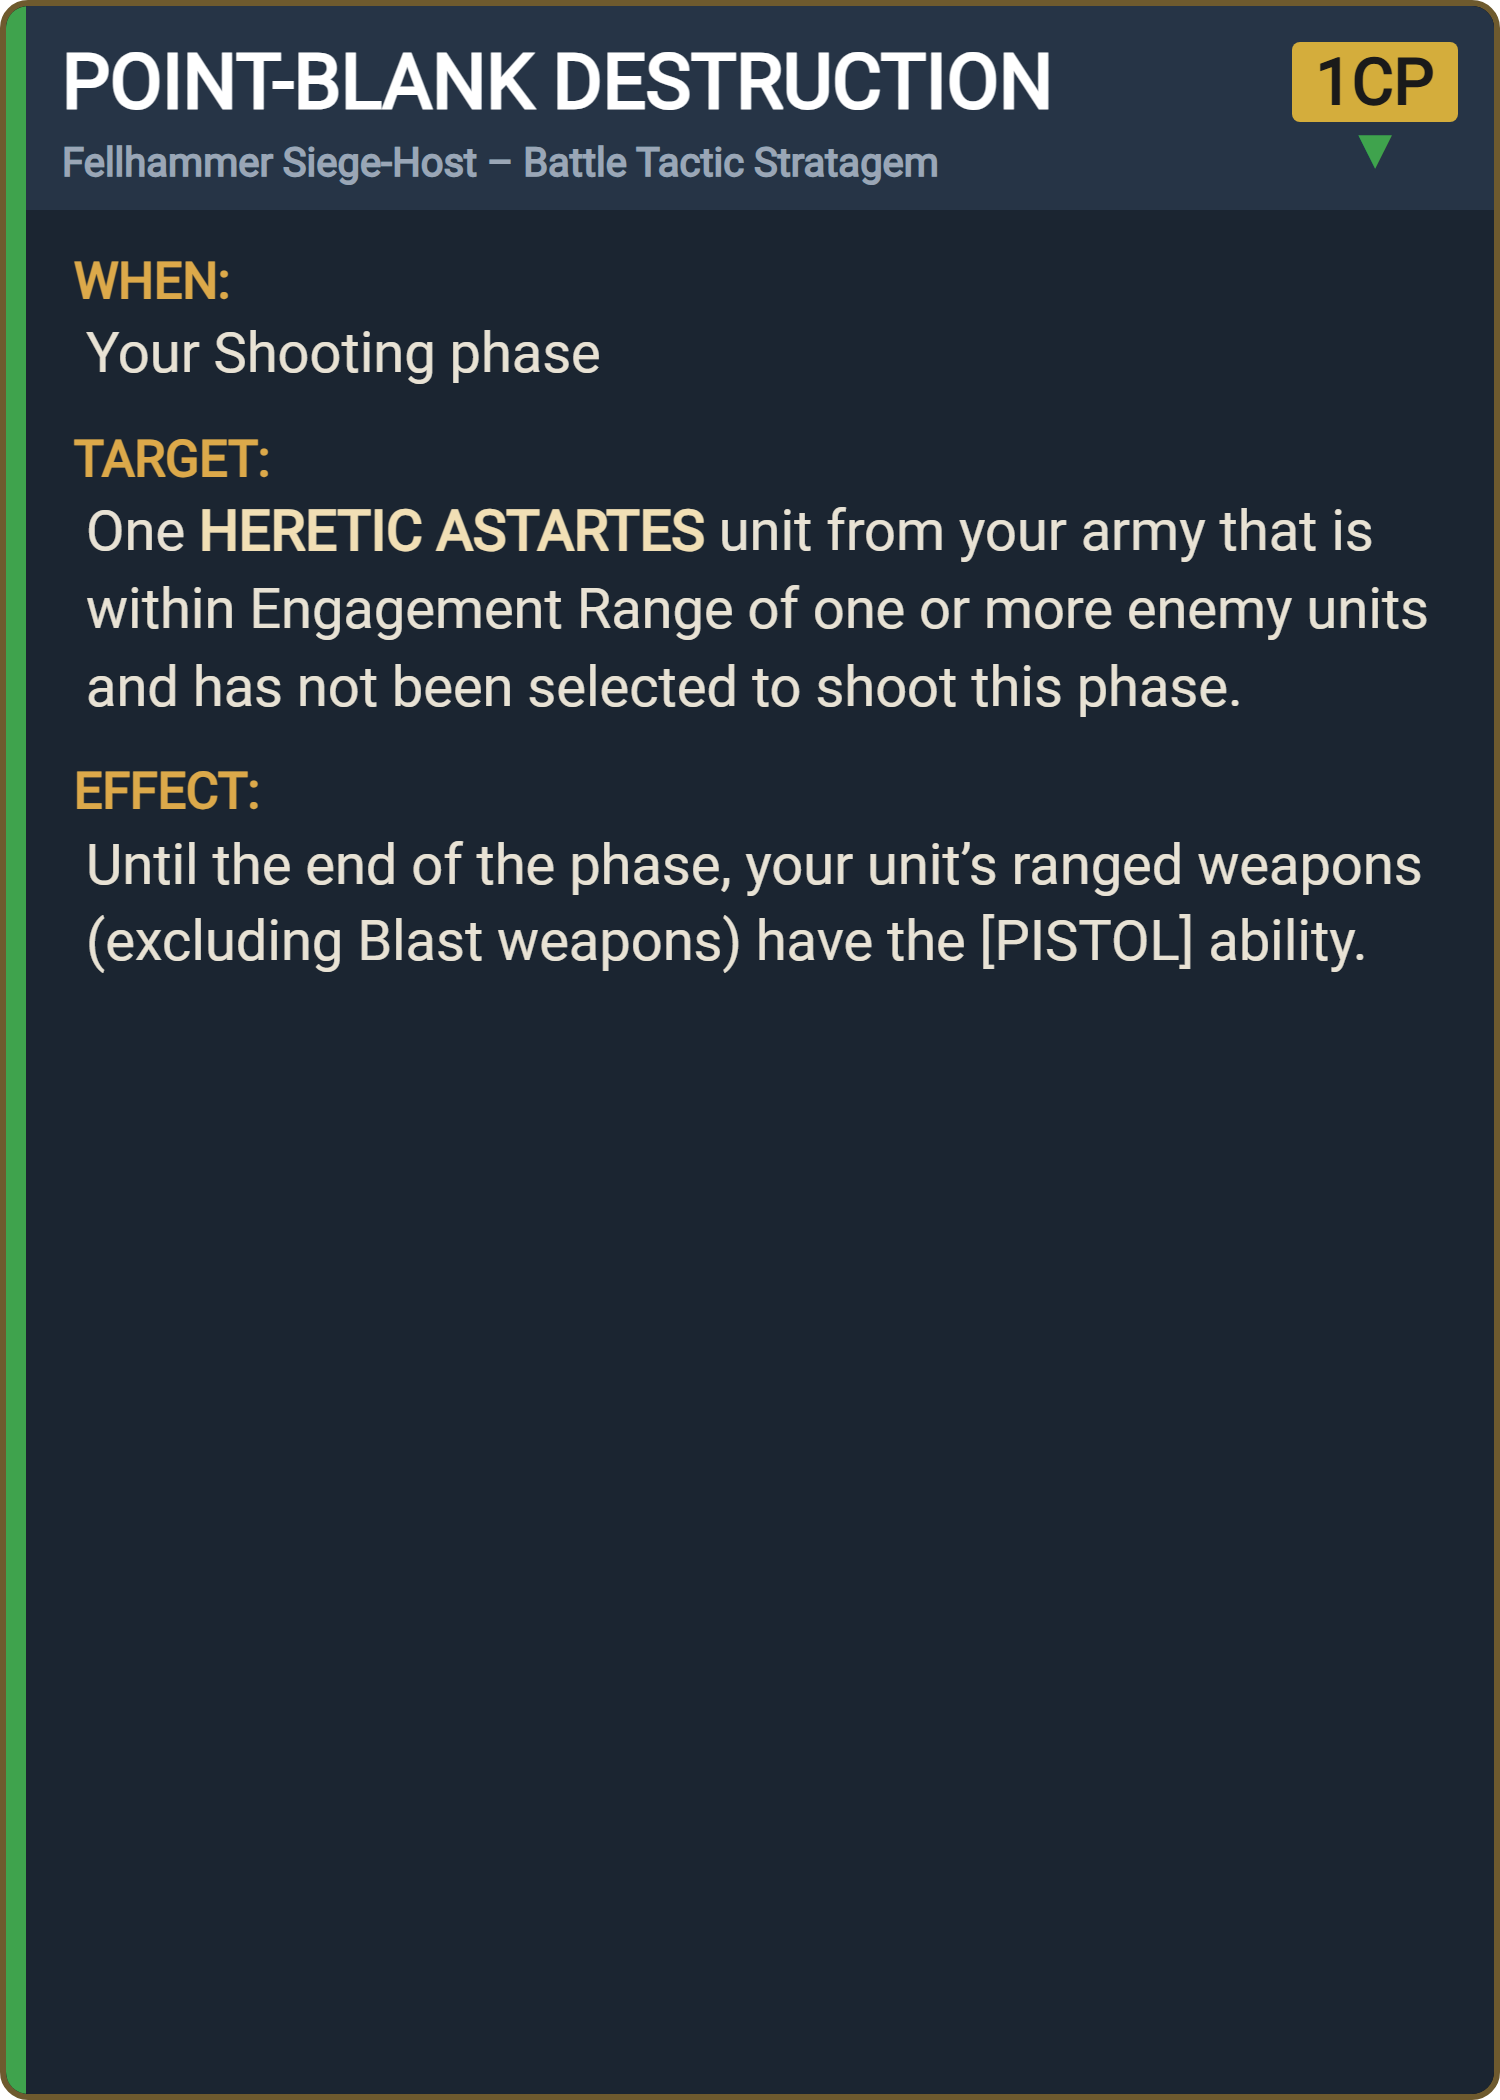 POINT-BLANK DESTRUCTION
1CP
Fellhammer Siege-Host – Battle Tactic Stratagem
WHEN:
Your Shooting phase
TARGET:
One HERETIC ASTARTES unit from your army that is
within Engagement Range of one or more enemy units
and has not been selected to shoot this phase.
EFFECT:
Until the end of the phase, your unit’s ranged weapons
(excluding Blast weapons) have the [PISTOL] ability.